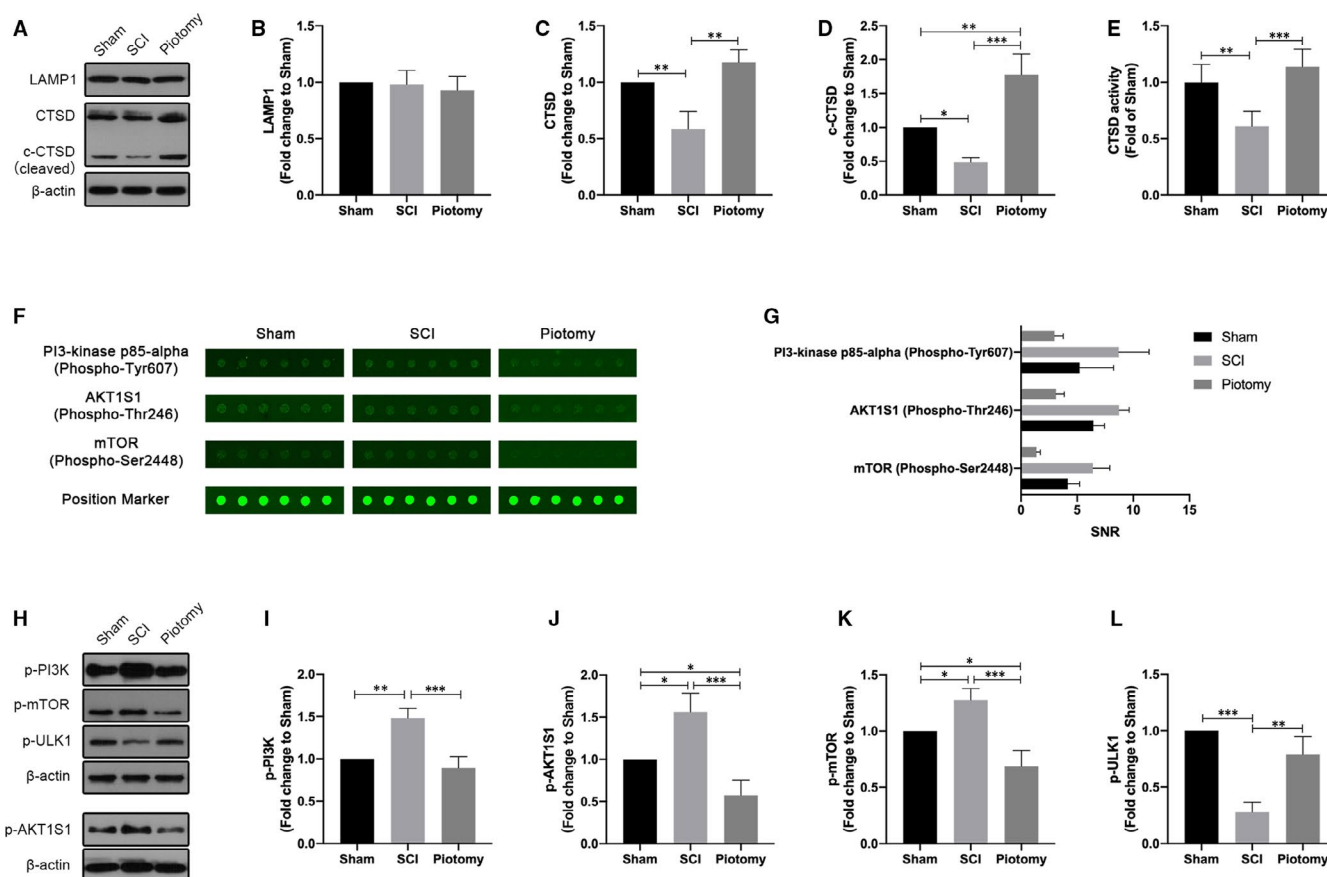 A
Sham
SCI
Piotomy
LAMP1
CTSD
c-CTSD
(cleaved)
β-actin
B
LAMP1
(Fold change to Sham)
1.5
1.0
0.5
0.0
Sham SCI Piotomy
C
CTSD
(Fold change to Sham)
1.5
1.0
0.5
0.0
**
**
Sham SCI Piotomy
D
c-CTSD
(Fold change to Sham)
2.5
2.0
1.5
1.0
0.5
0.0
**
***
*
Sham SCI Piotomy
E
CTSD activity
(Fold of Sham)
1.5
1.0
0.5
0.0
**
***
Sham SCI Piotomy
F
Sham SCI Piotomy
PI3-kinase p85-alpha
(Phospho-Tyr607)
AKT1S1
(Phospho-Thr246)
mTOR
(Phospho-Ser2448)
Position Marker
G
PI3-kinase p85-alpha (Phospho-Tyr607)
AKT1S1 (Phospho-Thr246)
mTOR (Phospho-Ser2448)
0 5 10 15
SNR
Sham
SCI
Piotomy
H
Sham
SCI
Piotomy
p-PI3K
p-mTOR
p-ULK1
β-actin
p-AKT1S1
β-actin
I
p-PI3K
(Fold change to Sham)
2.0
1.5
1.0
0.5
0.0
**
***
Sham SCI Piotomy
J
p-AKT1S1
(Fold change to Sham)
2.0
1.5
1.0
0.5
0.0
*
*
***
Sham SCI Piotomy
K
p-mTOR
(Fold change to Sham)
1.5
1.0
0.5
0.0
*
*
***
Sham SCI Piotomy
L
p-ULK1
(Fold change to Sham)
1.5
1.0
0.5
0.0
***
**
Sham SCI Piotomy